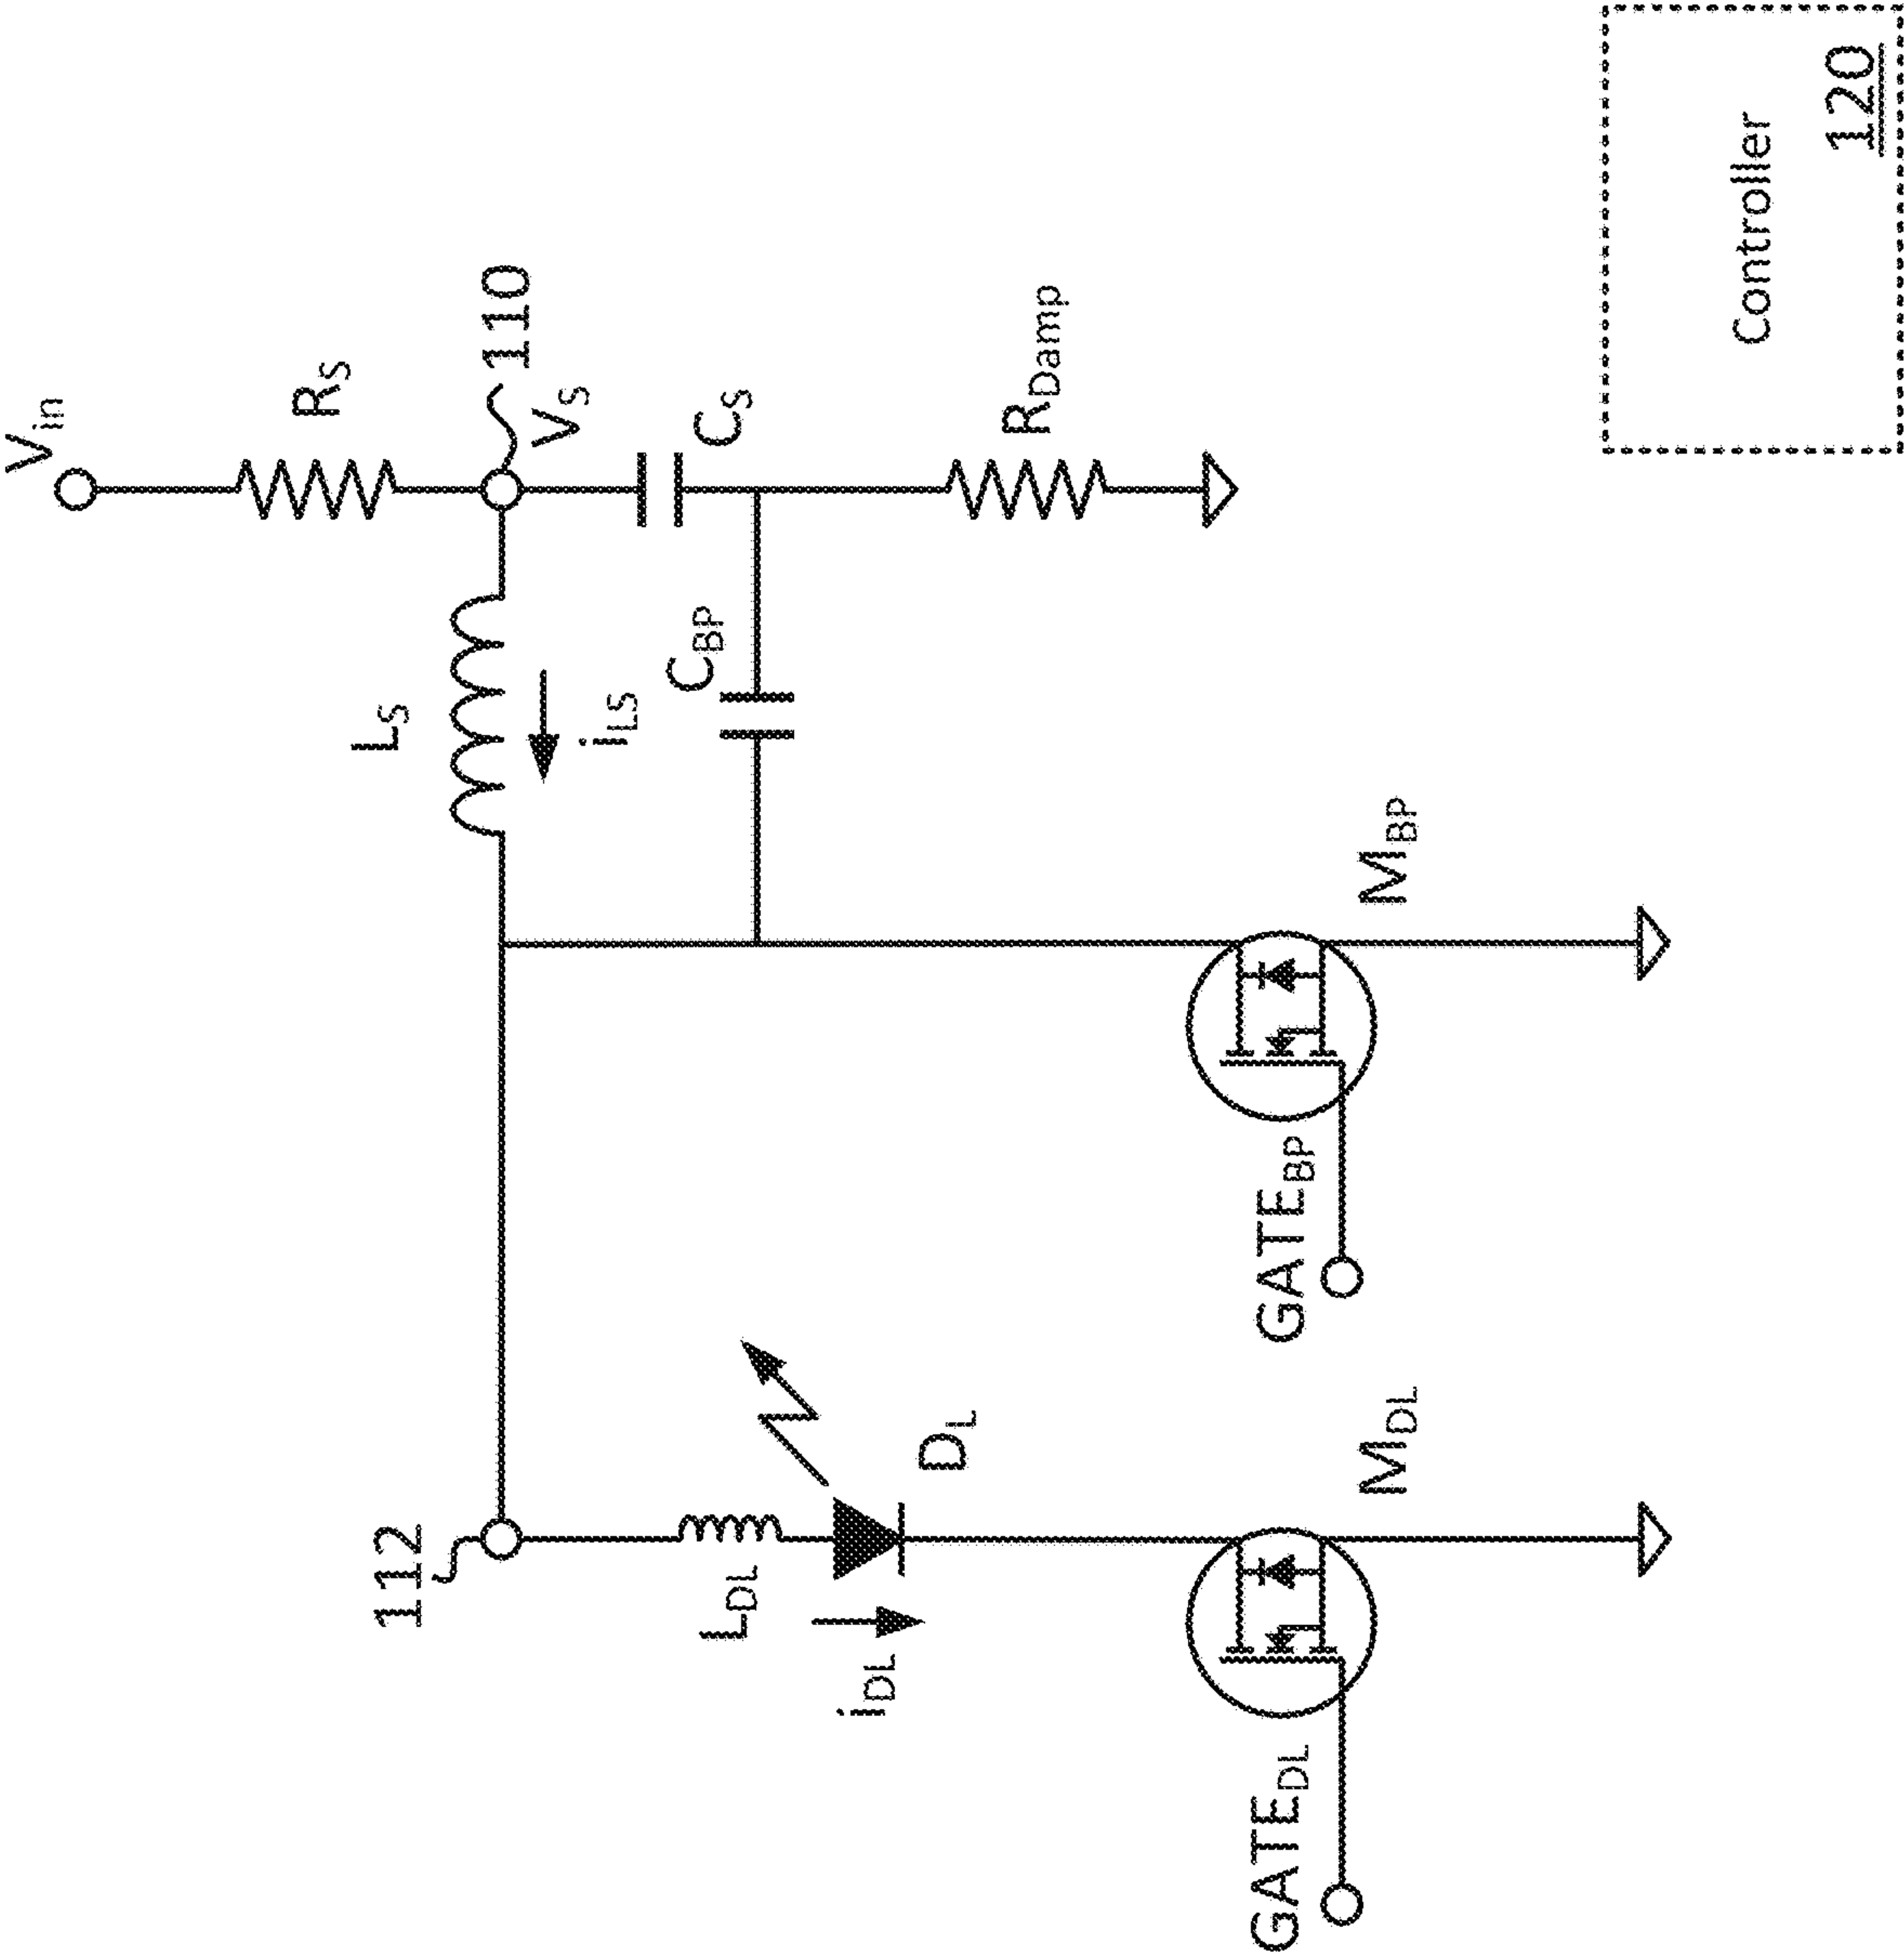 V_in
R_S
110
V_S
L_S
i_LS
C_S
C_BP
R_Damp
112
L_DL
i_DL
D_L
GATE_BP
M_BP
GATE_DL
M_DL
Controller
120